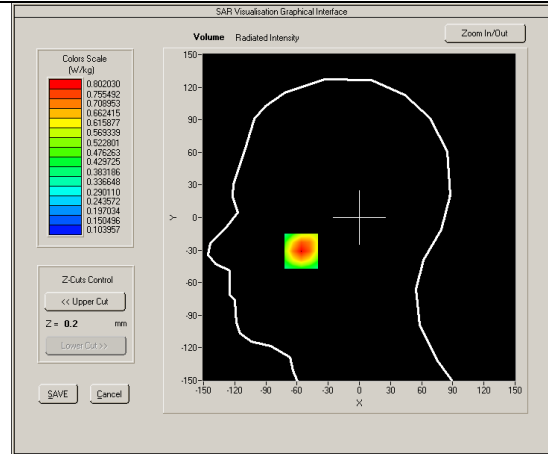 SAR Visualisation Graphical Interface
Volume Radiated Intensity
Zoom In/Out
Colors Scale
(W/kg)
0.802030
0.755492
0.708953
0.662415
0.615877
0.569339
0.522801
0.476263
0.429725
0.383186
0.336648
0.290110
0.243572
0.197034
0.150496
0.103957
Z-Cuts Control
<< Upper Cut
Z = 0.2 mm
Lower Cut >>
SAVE Cancel
150
120
90
60
30
0
-30
-60
-90
-120
-150
Y
-150 -120 -90 -60 -30 0 30 60 90 120 150
X